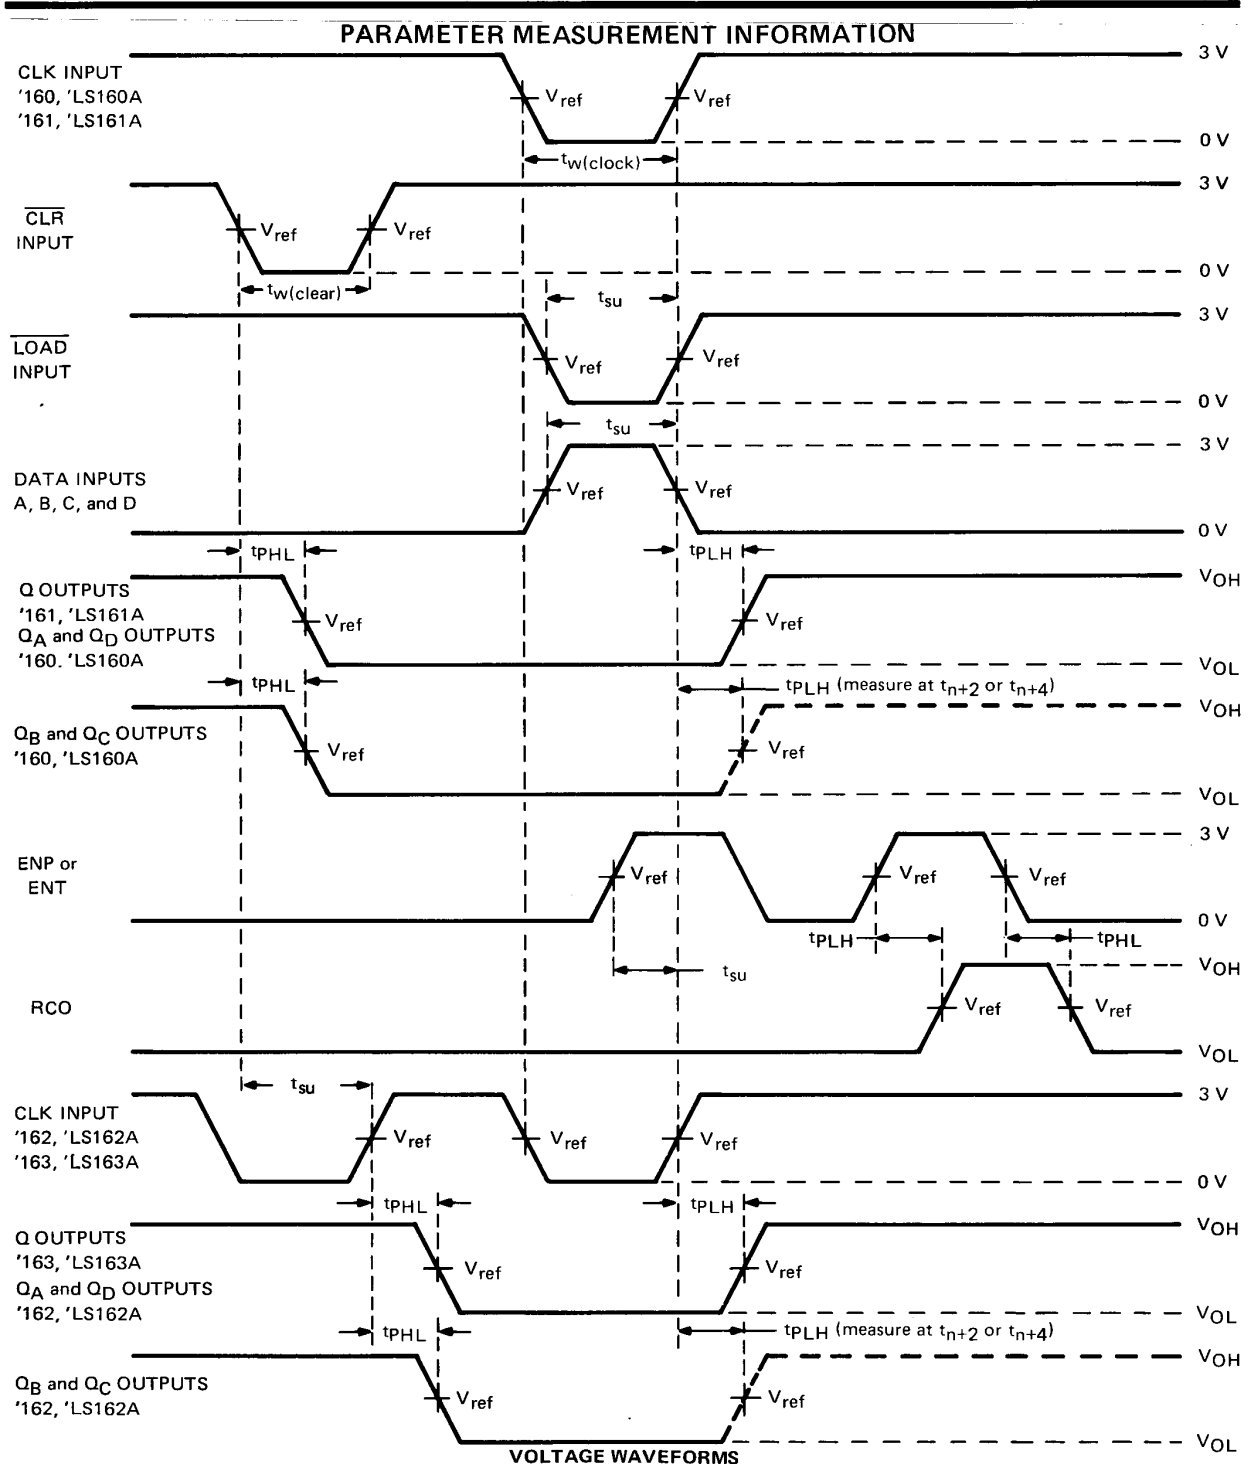 PARAMETER MEASUREMENT INFORMATION
CLK INPUT
'160, 'LS160A
'161, 'LS161A
Vref
Vref
3 V
0 V
tw(clock)
CLR
INPUT
Vref
Vref
3 V
0 V
tw(clear)
tsu
LOAD
INPUT
Vref
Vref
3 V
0 V
tsu
DATA INPUTS
A, B, C, and D
Vref
Vref
3 V
0 V
tPHL
tPLH
Q OUTPUTS
'161, 'LS161A
QA and QD OUTPUTS
'160. 'LS160A
Vref
Vref
VOH
VOL
tPHL
tPLH (measure at tn+2 or tn+4)
QB and QC OUTPUTS
'160, 'LS160A
Vref
Vref
VOH
VOL
ENP or
ENT
Vref
Vref
Vref
3 V
0 V
tPLH
tPHL
tsu
RCO
Vref
Vref
VOH
VOL
tsu
CLK INPUT
'162, 'LS162A
'163, 'LS163A
Vref
Vref
Vref
3 V
0 V
tPHL
tPLH
Q OUTPUTS
'163, 'LS163A
QA and QD OUTPUTS
'162, 'LS162A
Vref
Vref
VOH
VOL
tPHL
tPLH (measure at tn+2 or tn+4)
QB and QC OUTPUTS
'162, 'LS162A
Vref
Vref
VOH
VOL
VOLTAGE WAVEFORMS